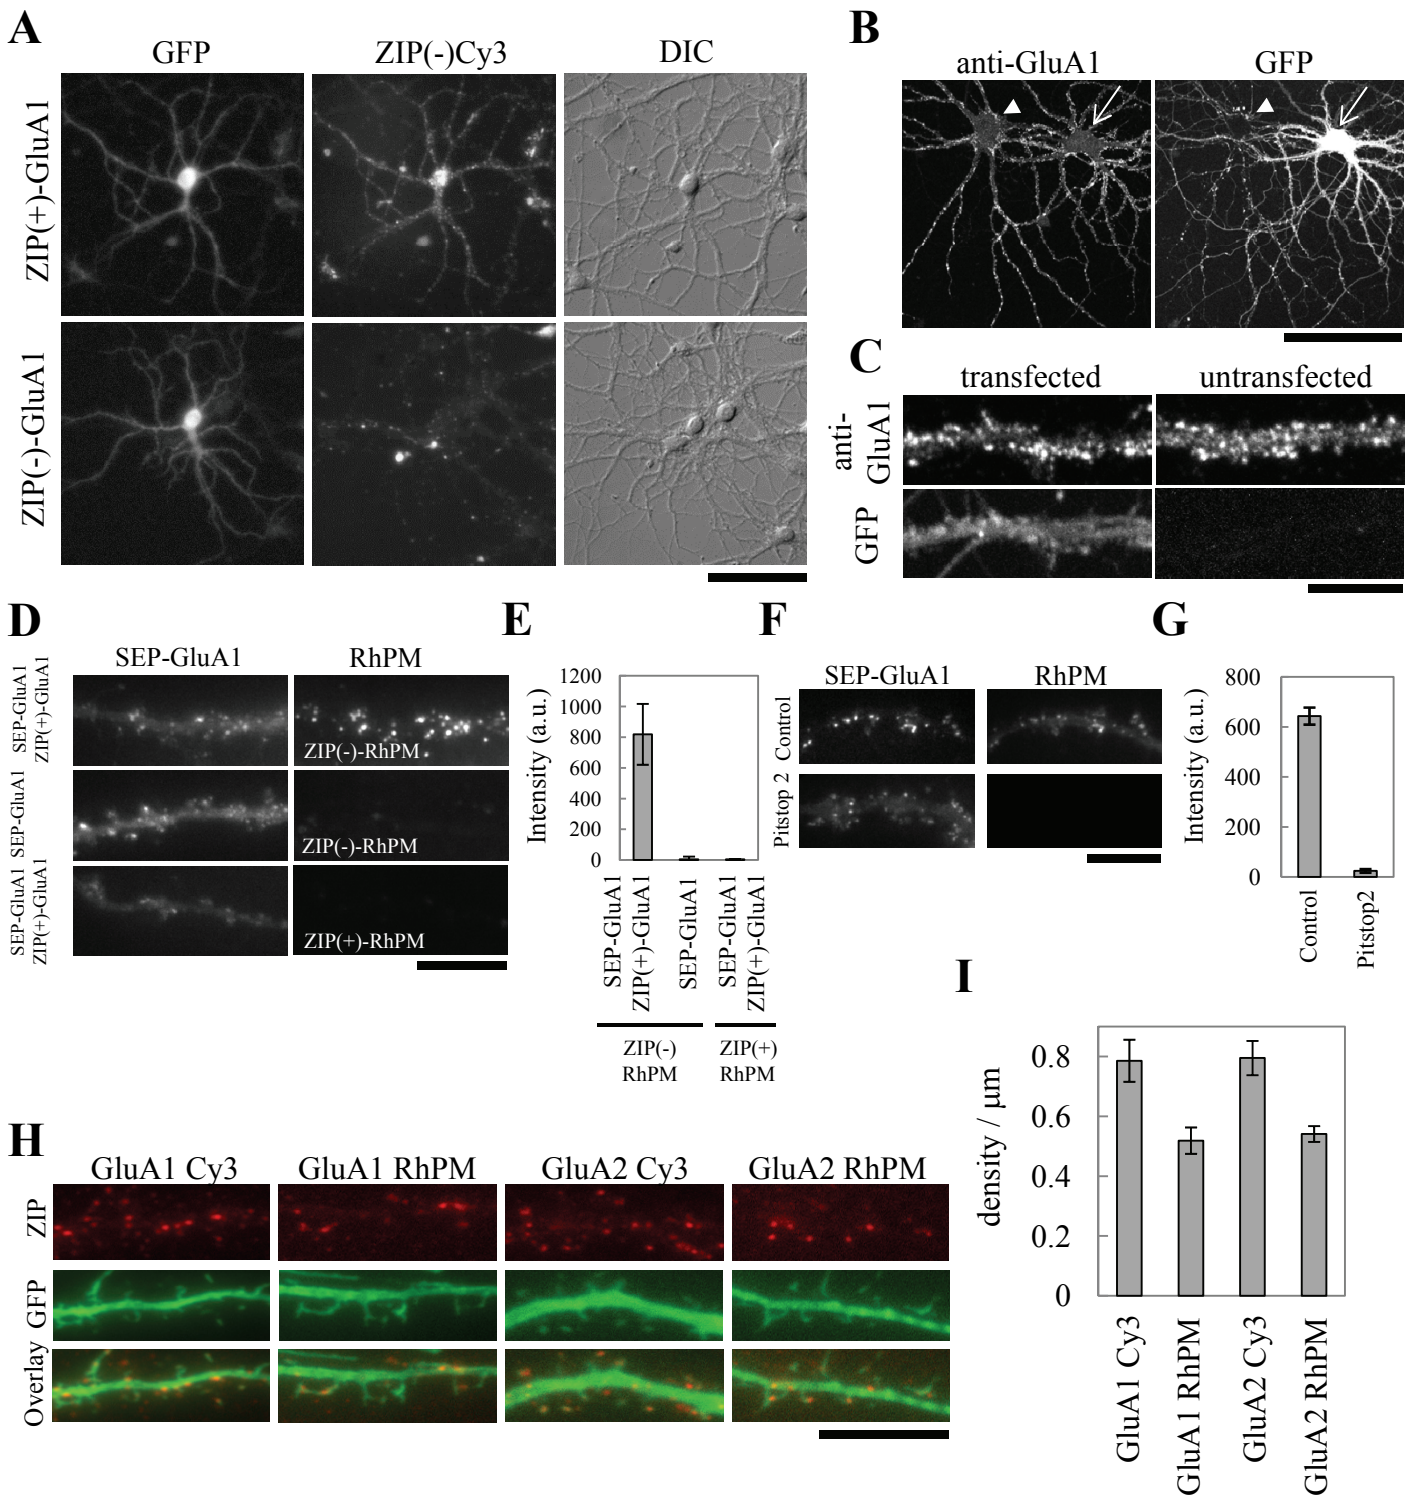 A
GFP
ZIP(-)Cy3
DIC
ZIP(+)-GluA1
ZIP(-)-GluA1
B
anti-GluA1
GFP
C
transfected
untransfected
anti-
GluA1
GFP
D
SEP-GluA1
RhPM
SEP-GluA1
ZIP(+)-GluA1
ZIP(-)-RhPM
SEP-GluA1
ZIP(-)-RhPM
SEP-GluA1
ZIP(+)-GluA1
ZIP(+)-RhPM
E
Intensity (a.u.)
1200
1000
800
600
400
200
0
SEP-GluA1
ZIP(+)-GluA1
SEP-GluA1
SEP-GluA1
ZIP(+)-GluA1
ZIP(-)
RhPM
ZIP(+)
RhPM
F
SEP-GluA1
RhPM
Control
Pitstop 2
G
Intensity (a.u.)
800
600
400
200
0
Control
Pitstop2
H
GluA1 Cy3
GluA1 RhPM
GluA2 Cy3
GluA2 RhPM
ZIP
GFP
Overlay
I
density / μm
0.8
0.6
0.4
0.2
0
GluA1 Cy3
GluA1 RhPM
GluA2 Cy3
GluA2 RhPM